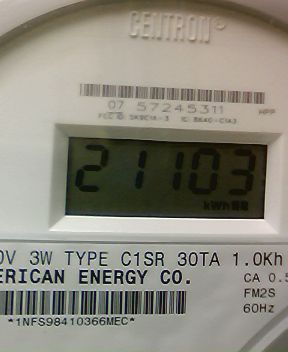 CENTRON
07 57245311
HPP
21103
kWh
0V 3W TYPE C1SR 30TA 1.0Kh
ERICAN ENERGY CO.
CA 0.5
FM2S
60Hz
*1NFS98410366MEC*